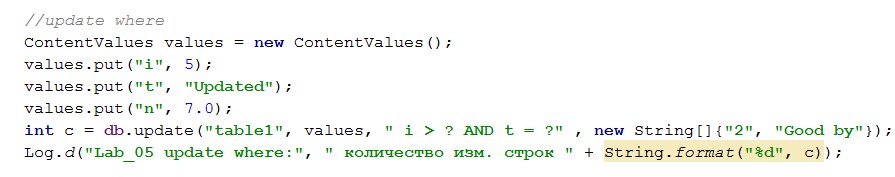 //update where
ContentValues values = new ContentValues();
values.put("i", 5);
values.put("t", "Updated");
values.put("n", 7.0);
int c = db.update("table1", values, " i > ? AND t = ?" , new String[]{"2", "Good by"});
Log.d("Lab_05 update where:", " количество изм. строк " + String.format("%d", c));